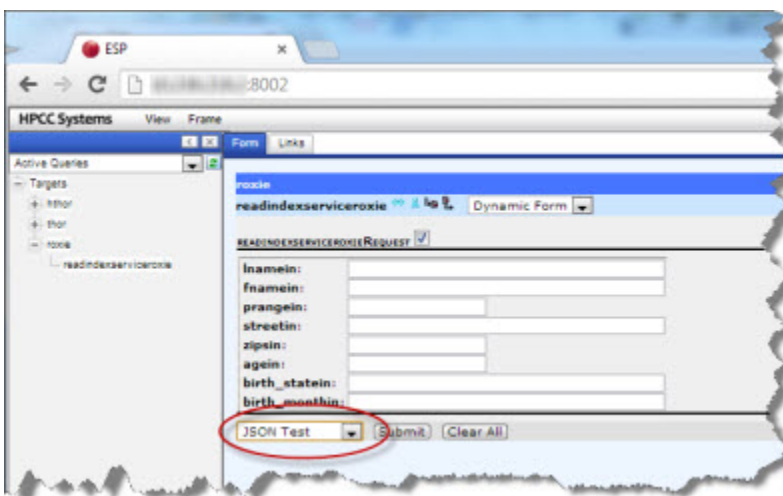 ESP
:8002
HPCC Systems View Frame
Form Links
Active Queries
Targets
hthor
thor
roxie
readindexserviceroxie
roxie
readindexserviceroxie Dynamic Form
READINDEXSERVICEROXIEREQUEST
lnamein:
fnamein:
prangein:
streetin:
zipsin:
agein:
birth_statein:
birth_monthin:
JSON Test Submit Clear All